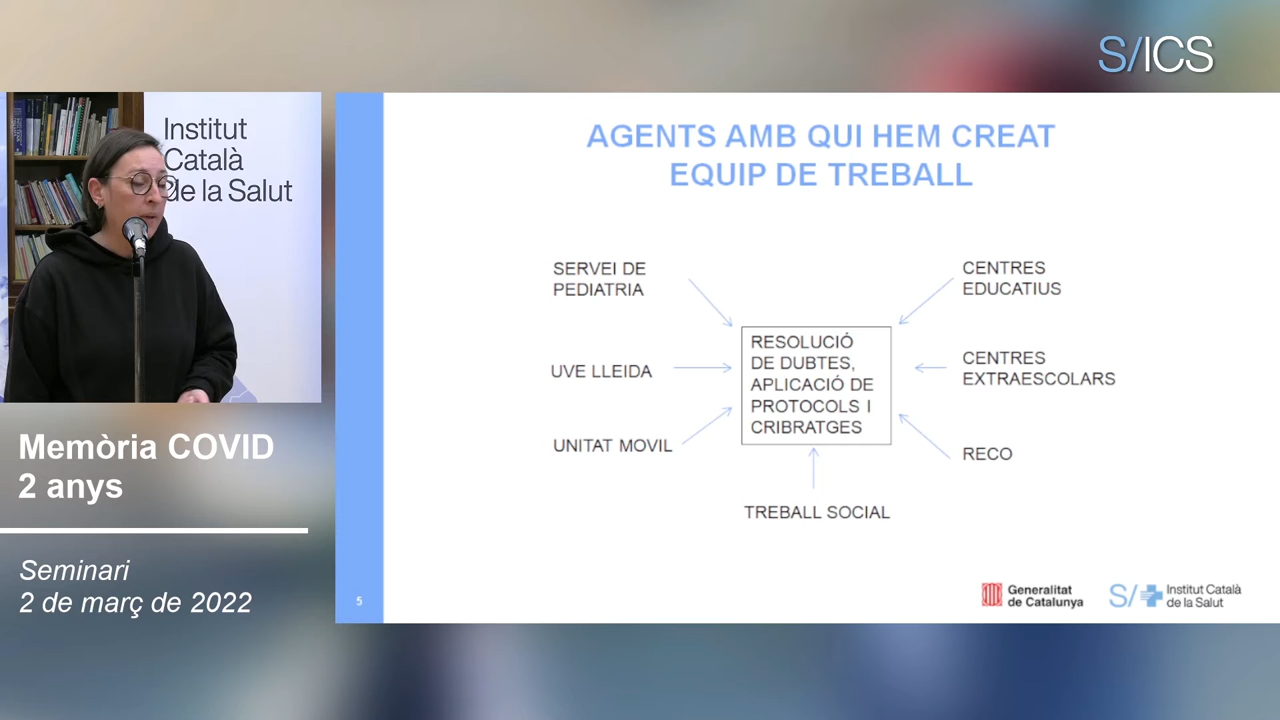 S/ICS
Institut
Català
de la Salut
Memòria COVID
2 anys
Seminari
2 de març de 2022
AGENTS AMB QUI HEM CREAT
EQUIP DE TREBALL
SERVEI DE
PEDIATRIA
UVE LLEIDA
UNITAT MOVIL
RESOLUCIÓ
DE DUBTES,
APLICACIÓ DE
PROTOCOLS I
CRIBRATGES
TREBALL SOCIAL
CENTRES
EDUCATIUS
CENTRES
EXTRAESCOLARS
RECO
5
Generalitat
de Catalunya
S/
Institut Català
de la Salut